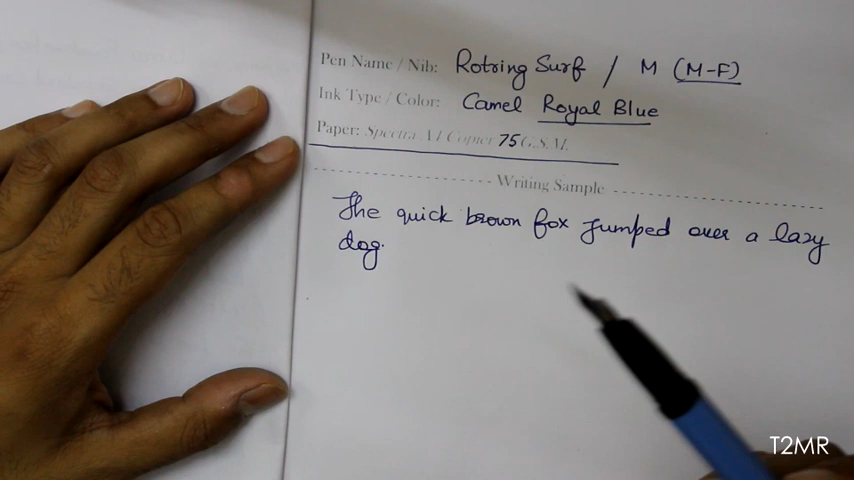 Pen Name / Nib: Rotring Surf / M (M-F)
Ink Type / Color: Camel Royal Blue
Paper: Spectra A1 Copier 75 G.S.M.
Writing Sample
The quick brown fox jumped over a lazy
dog.
T2MR